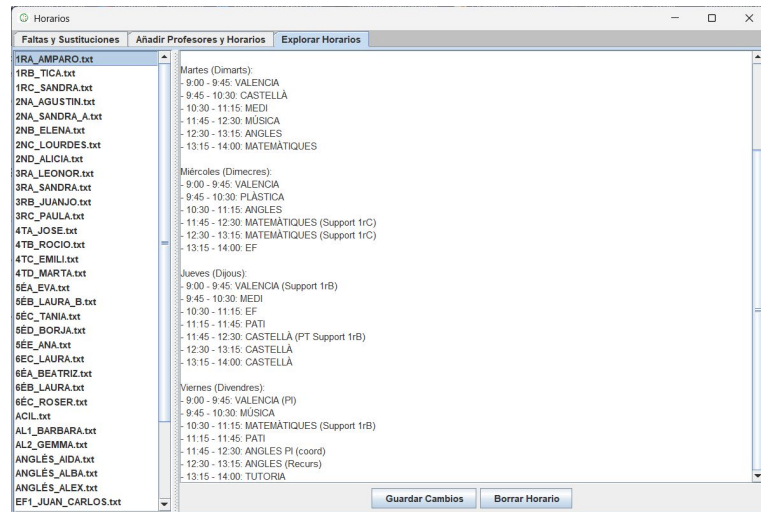 Horarios
Faltas y Sustituciones
Añadir Profesores y Horarios
Explorar Horarios
1RA_AMPARO.txt
1RB_TICA.txt
1RC_SANDRA.txt
2NA_AGUSTIN.txt
2NA_SANDRA_A.txt
2NB_ELENA.txt
2NC_LOURDES.txt
2ND_ALICIA.txt
3RA_LEONOR.txt
3RA_SANDRA.txt
3RB_JUANJO.txt
3RC_PAULA.txt
4TA_JOSE.txt
4TB_ROCIO.txt
4TC_EMILI.txt
4TD_MARTA.txt
5ÉA_EVA.txt
5ÉB_LAURA_B.txt
5ÉC_TANIA.txt
5ÉD_BORJA.txt
5ÉE_ANA.txt
6EC_LAURA.txt
6ÉA_BEATRIZ.txt
6ÉB_LAURA.txt
6ÉC_ROSER.txt
ACIL.txt
AL1_BARBARA.txt
AL2_GEMMA.txt
ANGLÉS_AIDA.txt
ANGLÉS_ALBA.txt
ANGLÉS_ALEX.txt
EF1_JUAN_CARLOS.txt
Martes (Dimarts):
- 9:00 - 9:45: VALENCIA
- 9:45 - 10:30: CASTELLÀ
- 10:30 - 11:15: MEDI
- 11:45 - 12:30: MÚSICA
- 12:30 - 13:15: ANGLES
- 13:15 - 14:00: MATEMÀTIQUES
Miércoles (Dimecres):
- 9:00 - 9:45: VALENCIA
- 9:45 - 10:30: PLÀSTICA
- 10:30 - 11:15: ANGLES
- 11:45 - 12:30: MATEMÀTIQUES (Support 1rC)
- 12:30 - 13:15: MATEMÀTIQUES (Support 1rC)
- 13:15 - 14:00: EF
Jueves (Dijous):
- 9:00 - 9:45: VALENCIA (Support 1rB)
- 9:45 - 10:30: MEDI
- 10:30 - 11:15: EF
- 11:15 - 11:45: PATI
- 11:45 - 12:30: CASTELLÀ (PT Support 1rB)
- 12:30 - 13:15: CASTELLÀ
- 13:15 - 14:00: CASTELLÀ
Viernes (Divendres):
- 9:00 - 9:45: VALENCIA (PI)
- 9:45 - 10:30: MÚSICA
- 10:30 - 11:15: MATEMÀTIQUES (Support 1rB)
- 11:15 - 11:45: PATI
- 11:45 - 12:30: ANGLES PI (coord)
- 12:30 - 13:15: ANGLES (Recurs)
- 13:15 - 14:00: TUTORIA
Guardar Cambios
Borrar Horario